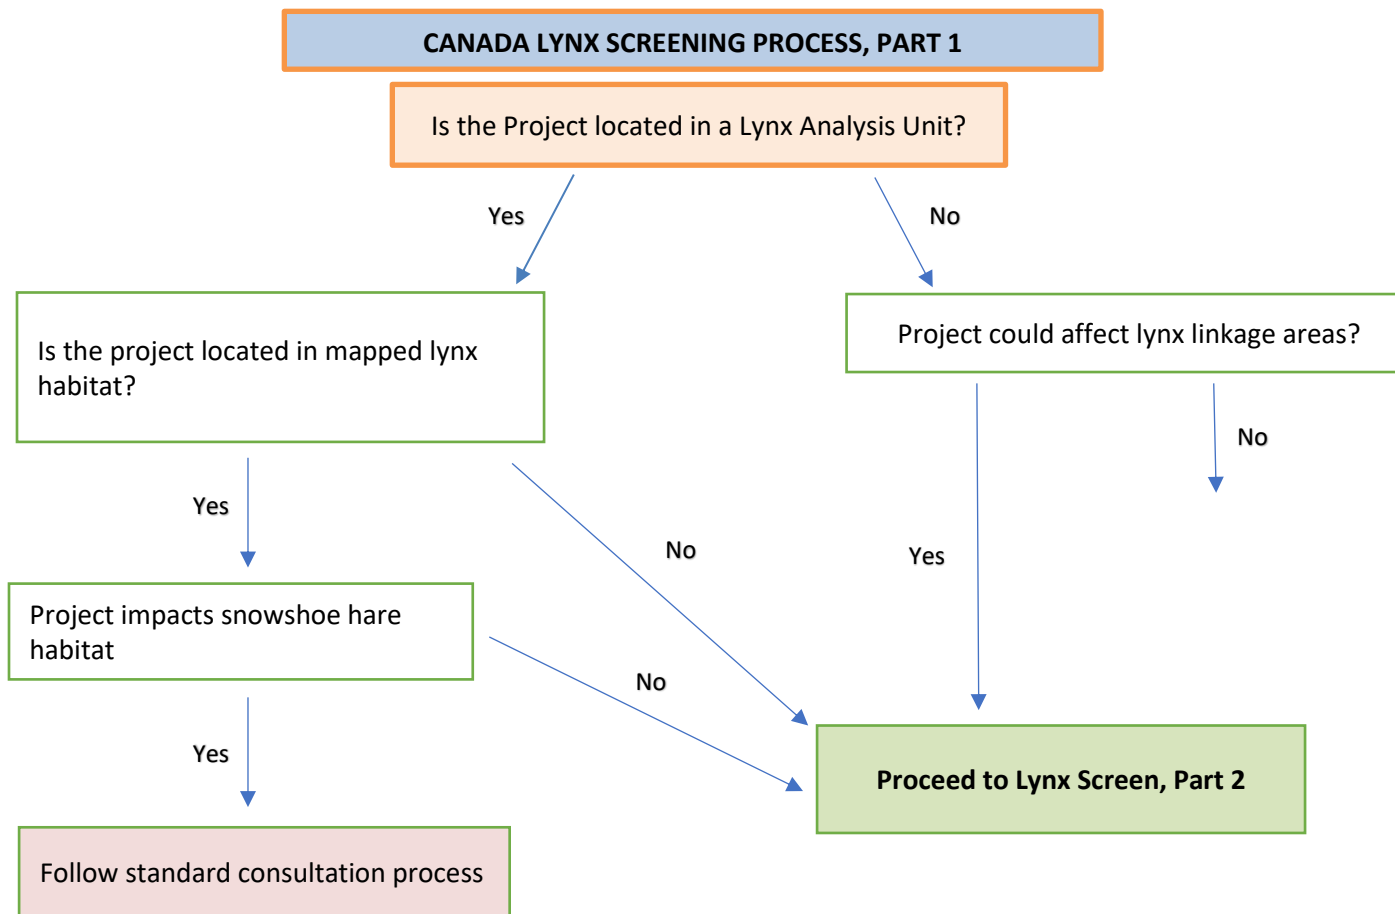 CANADA LYNX SCREENING PROCESS, PART 1
Is the Project located in a Lynx Analysis Unit?
Yes
No
Is the project located in mapped lynx
habitat?
Project could affect lynx linkage areas?
No
Yes
No
Yes
Project impacts snowshoe hare
habitat
No
Yes
Proceed to Lynx Screen, Part 2
Follow standard consultation process